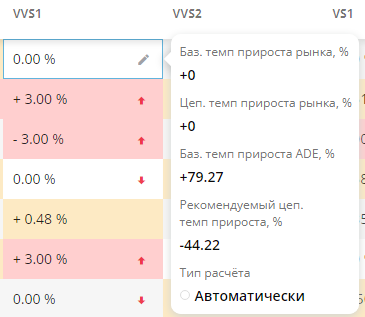 VVS1
VVS2
VS1
0.00 %
+ 3.00 %
- 3.00 %
0.00 %
+ 0.48 %
+ 3.00 %
0.00 %
Баз. темп прироста рынка, %
+0
Цеп. темп прироста рынка, %
+0
Баз. темп прироста ADE, %
+79.27
Рекомендуемый цеп.
темп прироста, %
-44.22
Тип расчёта
Автоматически